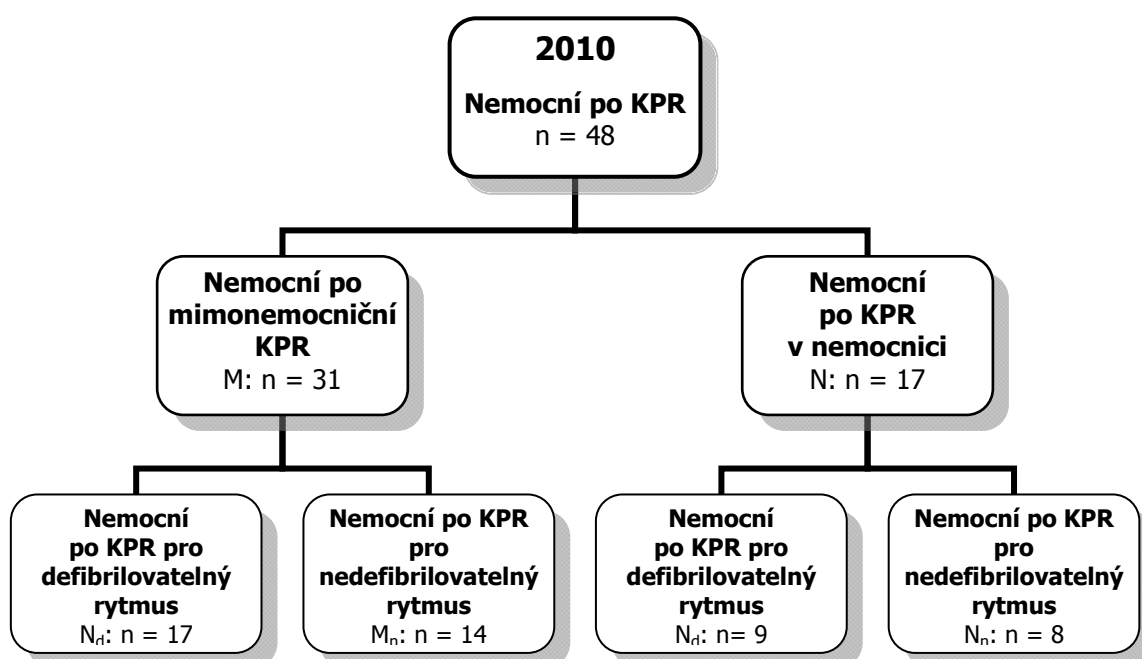 2010
Nemocní po KPR
n = 48
Nemocní po
mimonemocniční
KPR
M: n = 31
Nemocní
po KPR
v nemocnici
N: n = 17
Nemocní
po KPR pro
defibrilovatelný
rytmus
Nd: n = 17
Nemocní po KPR
pro
nedefibrilovatelný
rytmus
Mn: n = 14
Nemocní
po KPR pro
defibrilovatelný
rytmus
Nd: n= 9
Nemocní po KPR
pro
nedefibrilovatelný
rytmus
Nn: n = 8